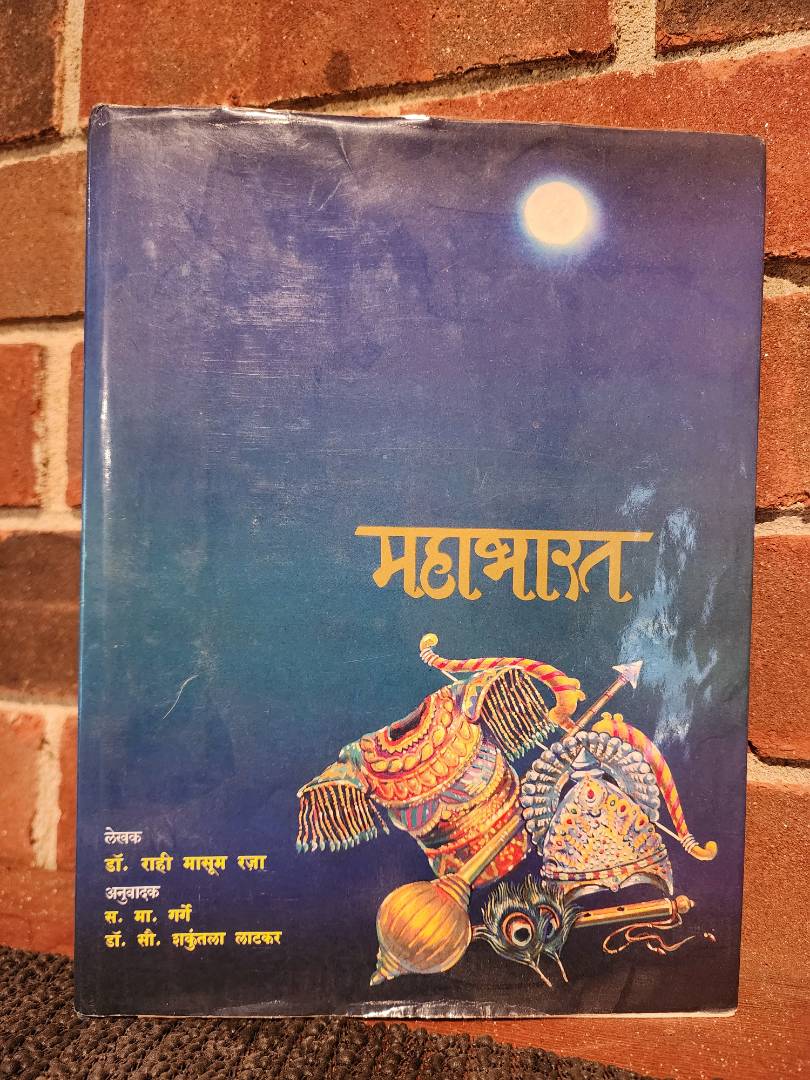 महाभारत
लेखक
डॉ. राही मासूम रज़ा
अनुवादक
स. मा. गर्गे
डॉ. सौ. शकुंतला लाटकर